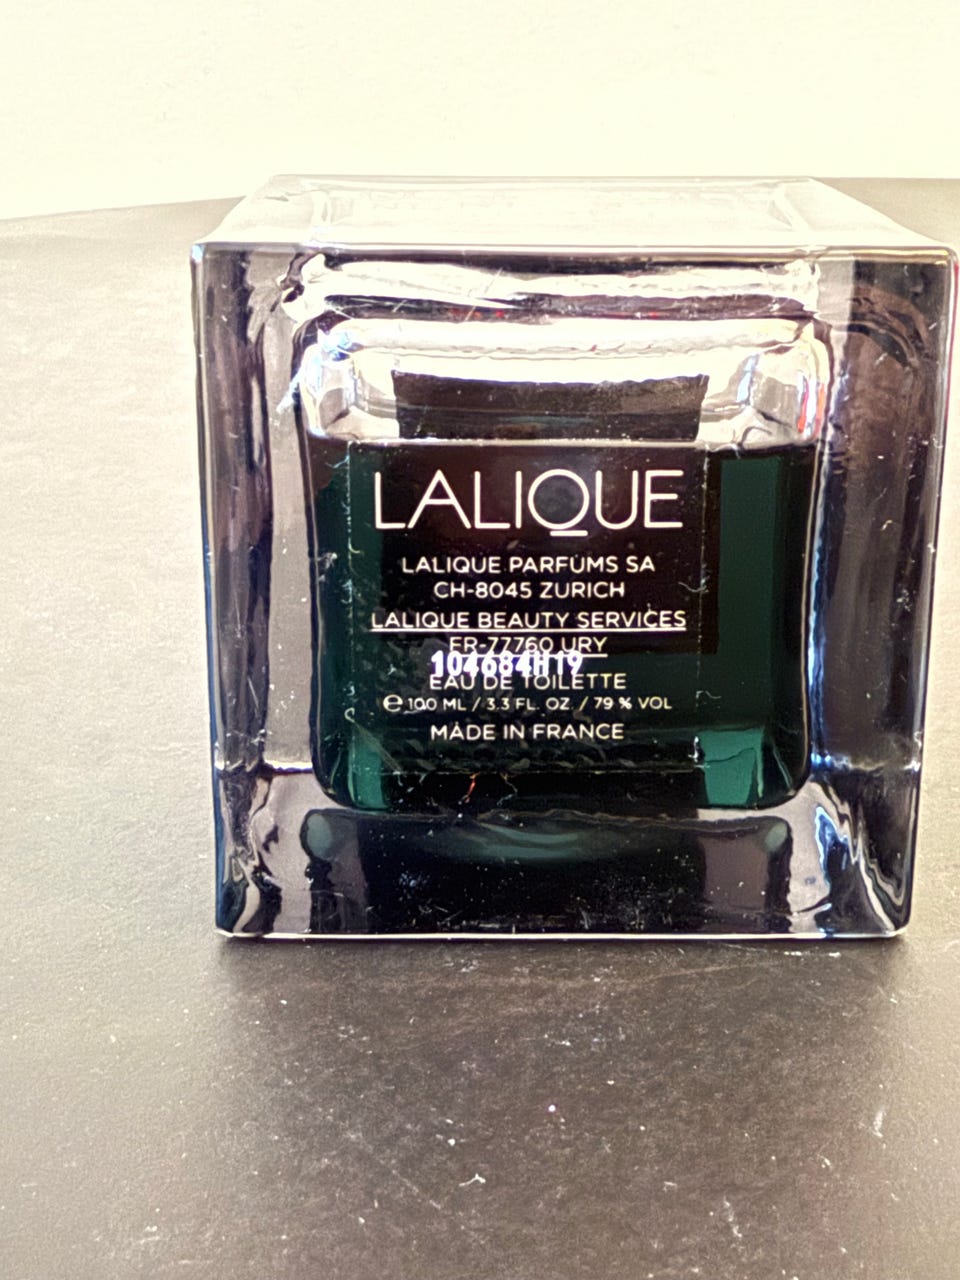 LALIQUE
LALIQUE PARFUMS SA
CH-8045 ZURICH
LALIQUE BEAUTY SERVICES
FR-77760 URY
104684H19
EAU DE TOILETTE
℮ 100 ML / 3.3 FL. OZ. / 79 % VOL
MADE IN FRANCE